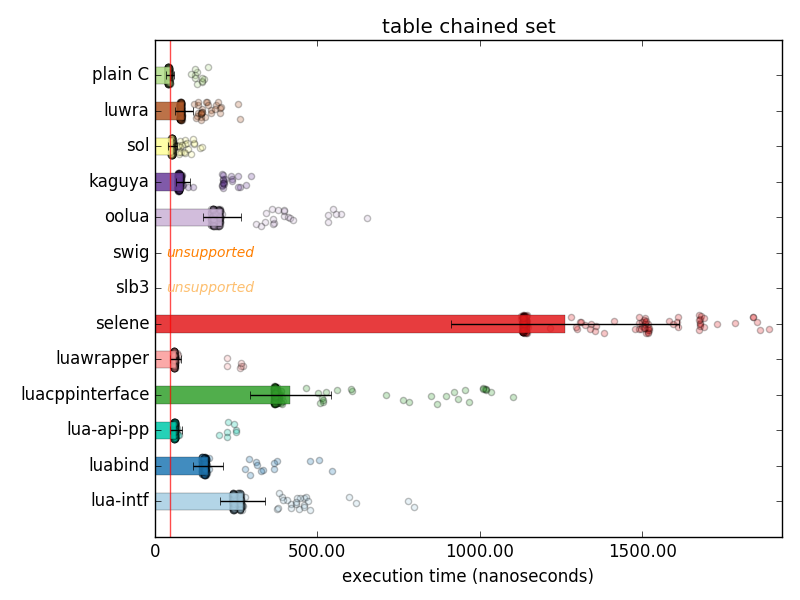 table chained set
plain C
luwra
sol
kaguya
oolua
swig unsupported
slb3 unsupported
selene
luawrapper
luacppinterface
lua-api-pp
luabind
lua-intf
0 500.00 1000.00 1500.00
execution time (nanoseconds)